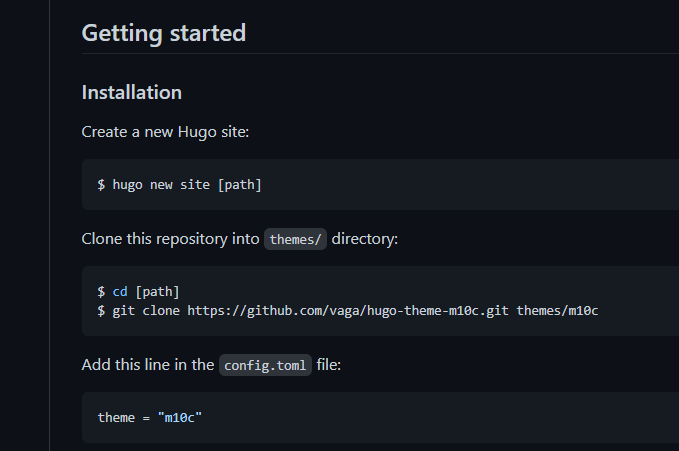 Getting started
Installation
Create a new Hugo site:
$ hugo new site [path]
Clone this repository into themes/ directory:
$ cd [path]
$ git clone https://github.com/vaga/hugo-theme-m10c.git themes/m10c
Add this line in the config.toml file:
theme = "m10c"